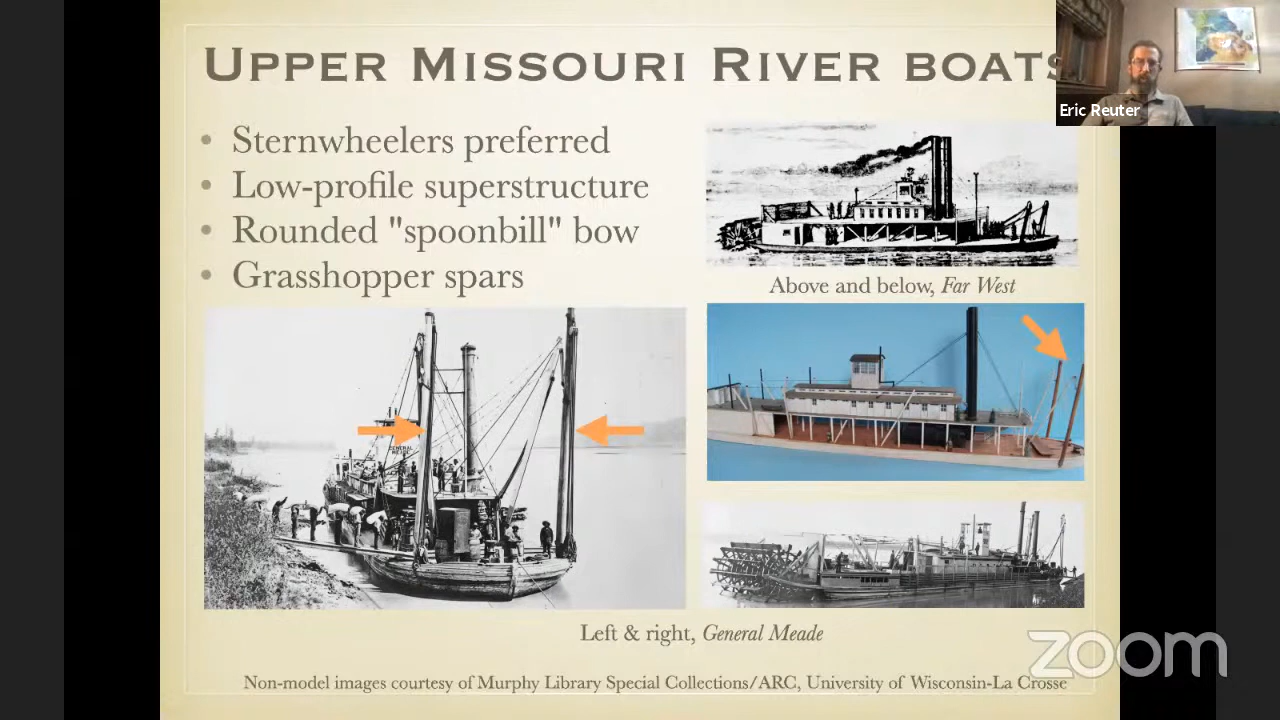 UPPER MISSOURI RIVER BOATS
Eric Reuter
• Sternwheelers preferred
• Low-profile superstructure
• Rounded "spoonbill" bow
• Grasshopper spars
Above and below, Far West
GENERAL
MEADE
Left & right, General Meade
zoom
Non-model images courtesy of Murphy Library Special Collections/ARC, University of Wisconsin-La Crosse